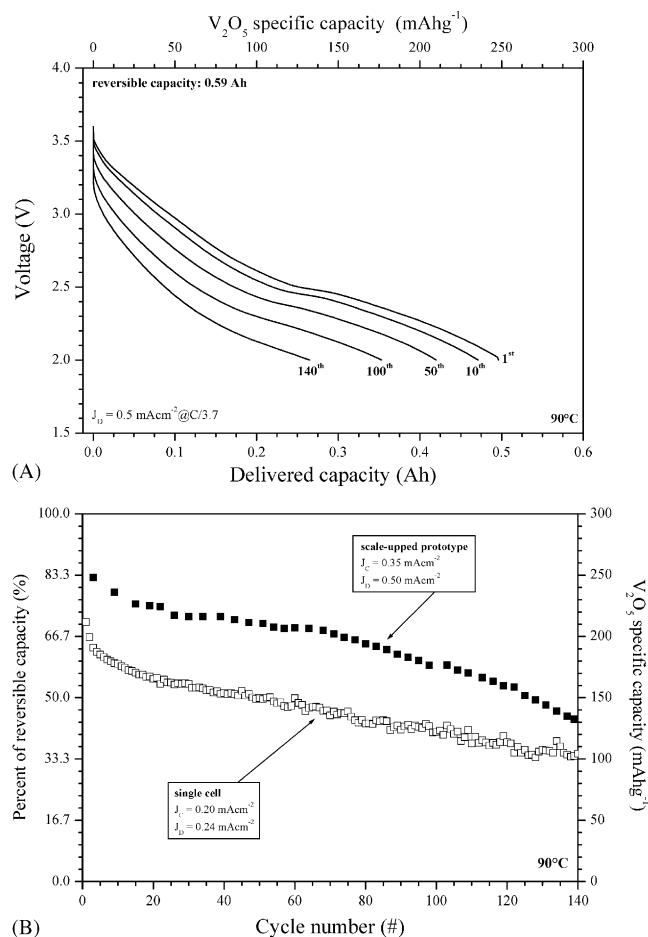 V₂O₅ specific capacity (mAhg⁻¹)
0 50 100 150 200 250 300
4.0
3.5
3.0
2.5
2.0
1.5
Voltage (V)
reversible capacity: 0.59 Ah
140ᵗʰ 100ᵗʰ 50ᵗʰ 10ᵗʰ 1ˢᵗ
J_D = 0.5 mAcm⁻²@C/3.7
90°C
0.0 0.1 0.2 0.3 0.4 0.5 0.6
(A)
Delivered capacity (Ah)
100.0
83.3
66.7
50.0
33.3
16.7
0.0
Percent of reversible capacity (%)
scale-upped prototype
J_C = 0.35 mAcm⁻²
J_D = 0.50 mAcm⁻²
single cell
J_C = 0.20 mAcm⁻²
J_D = 0.24 mAcm⁻²
90°C
300
250
200
150
100
50
0
V₂O₅ specific capacity (mAhg⁻¹)
0 20 40 60 80 100 120 140
(B)
Cycle number (#)